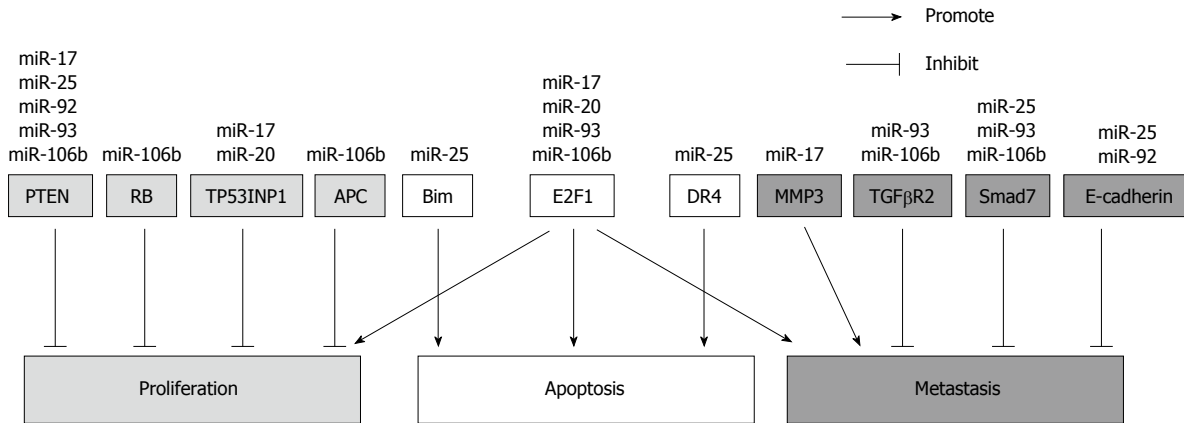 Promote
Inhibit
miR-17
miR-25
miR-92
miR-93
miR-106b
miR-106b
miR-17
miR-20
miR-106b
miR-25
miR-17
miR-20
miR-93
miR-106b
miR-25
miR-17
miR-93
miR-106b
miR-25
miR-93
miR-106b
miR-25
miR-92
PTEN
RB
TP53INP1
APC
Bim
E2F1
DR4
MMP3
TGFβR2
Smad7
E-cadherin
Proliferation
Apoptosis
Metastasis